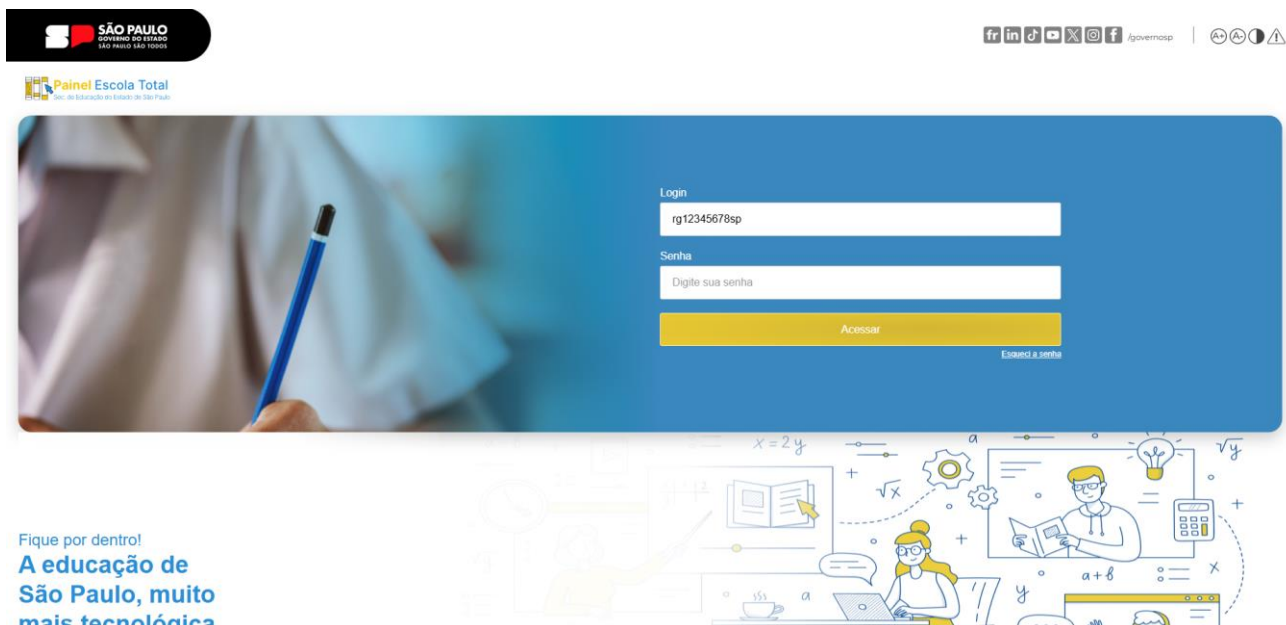 SÃO PAULO
GOVERNO DO ESTADO
SÃO PAULO SÃO TODOS
/governosp
A+ A-
Painel Escola Total
Sec. de Educação do Estado de São Paulo
Login
rg12345678sp
Senha
Digite sua senha
Acessar
Esqueci a senha
x = 2y
a
√y
+
√x
+
+
a + b
x
a
y
Fique por dentro!
A educação de
São Paulo, muito
mais tecnológica